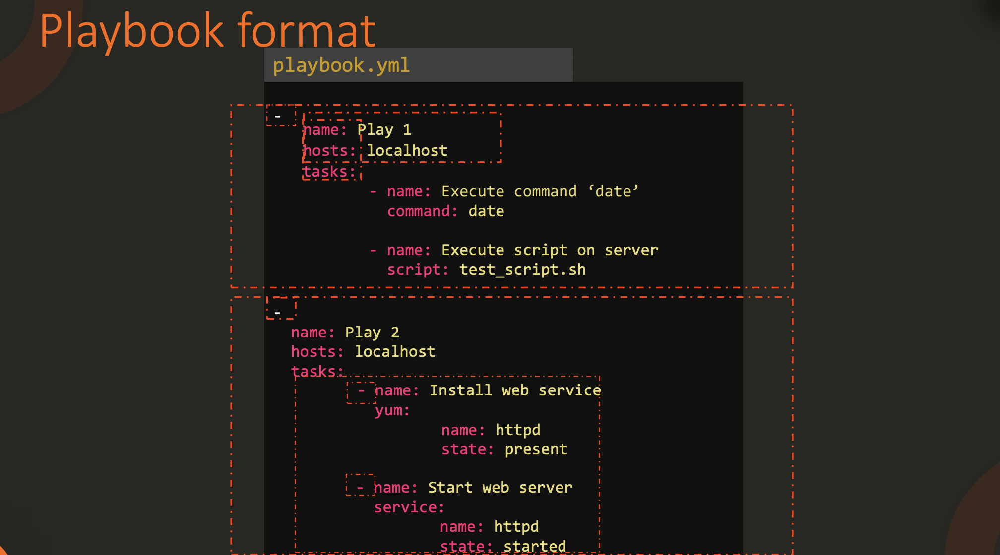 Playbook format
playbook.yml
-
name: Play 1
hosts: localhost
tasks:
- name: Execute command ‘date’
command: date
- name: Execute script on server
script: test_script.sh
-
name: Play 2
hosts: localhost
tasks:
- name: Install web service
yum:
name: httpd
state: present
- name: Start web server
service:
name: httpd
state: started